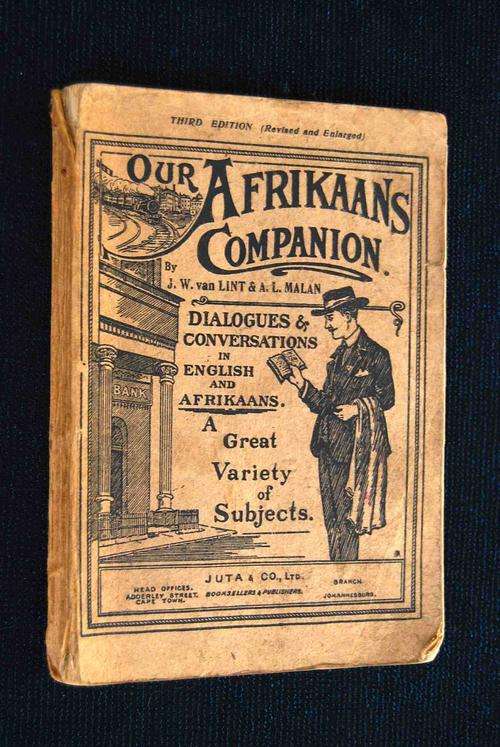 THIRD EDITION (Revised and Enlarged)
OUR AFRIKAANS
COMPANION.
By
J. W. van LINT & A. L. MALAN
DIALOGUES &
CONVERSATIONS
IN
ENGLISH
AND
AFRIKAANS.
A
Great
Variety
of
Subjects.
BANK
JUTA & CO., LTD.
BOOKSELLERS & PUBLISHERS.
HEAD OFFICES.
ADDERLEY STREET,
CAPE TOWN.
BRANCH.
JOHANNESBURG.